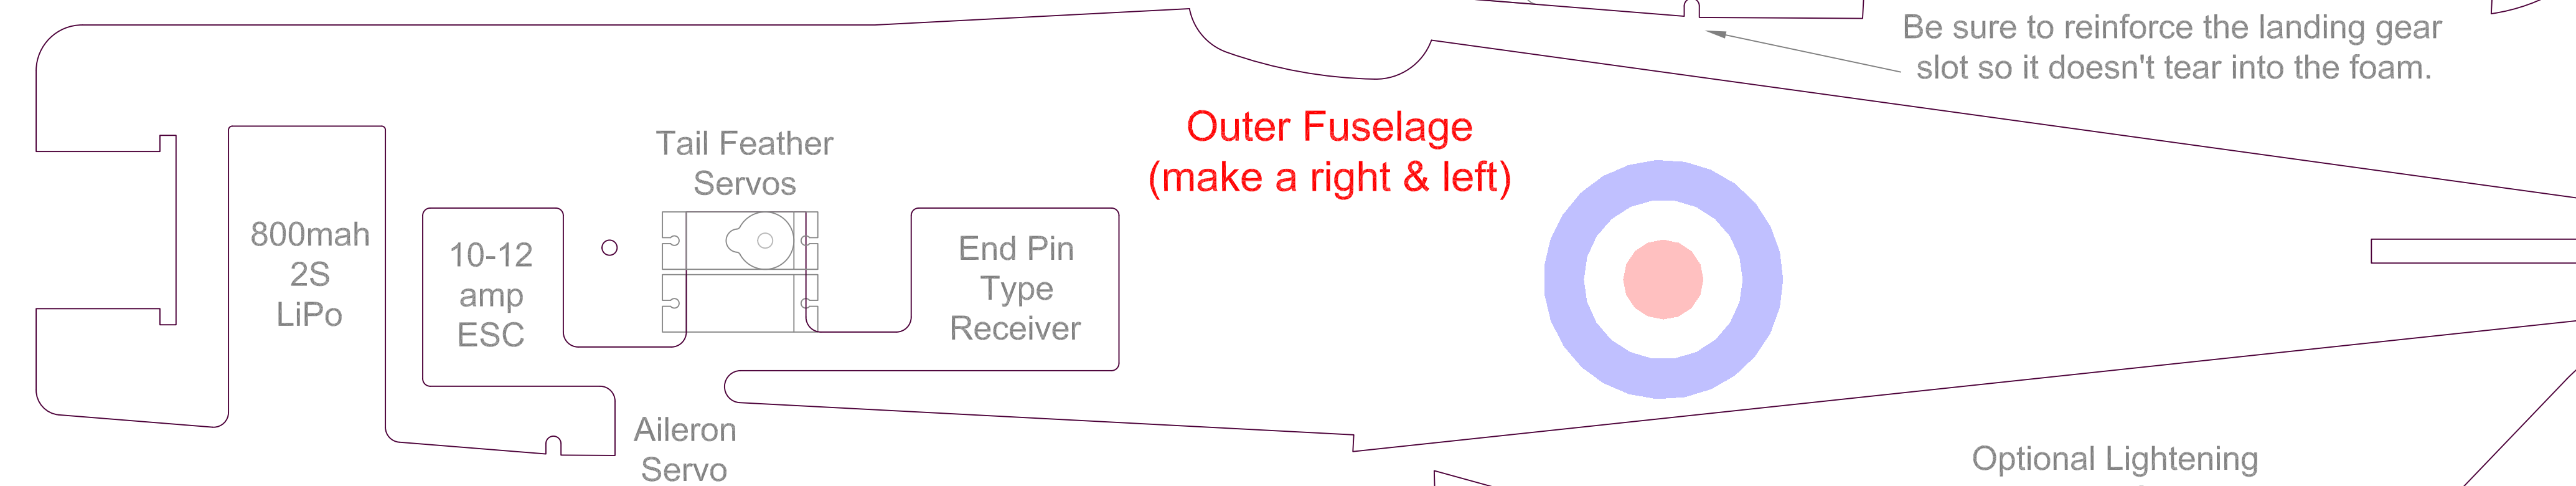 Be sure to reinforce the landing gear
slot so it doesn't tear into the foam.
Outer Fuselage
(make a right & left)
Tail Feather
Servos
800mah
2S
LiPo
10-12
amp
ESC
End Pin
Type
Receiver
Aileron
Servo
Optional Lightening